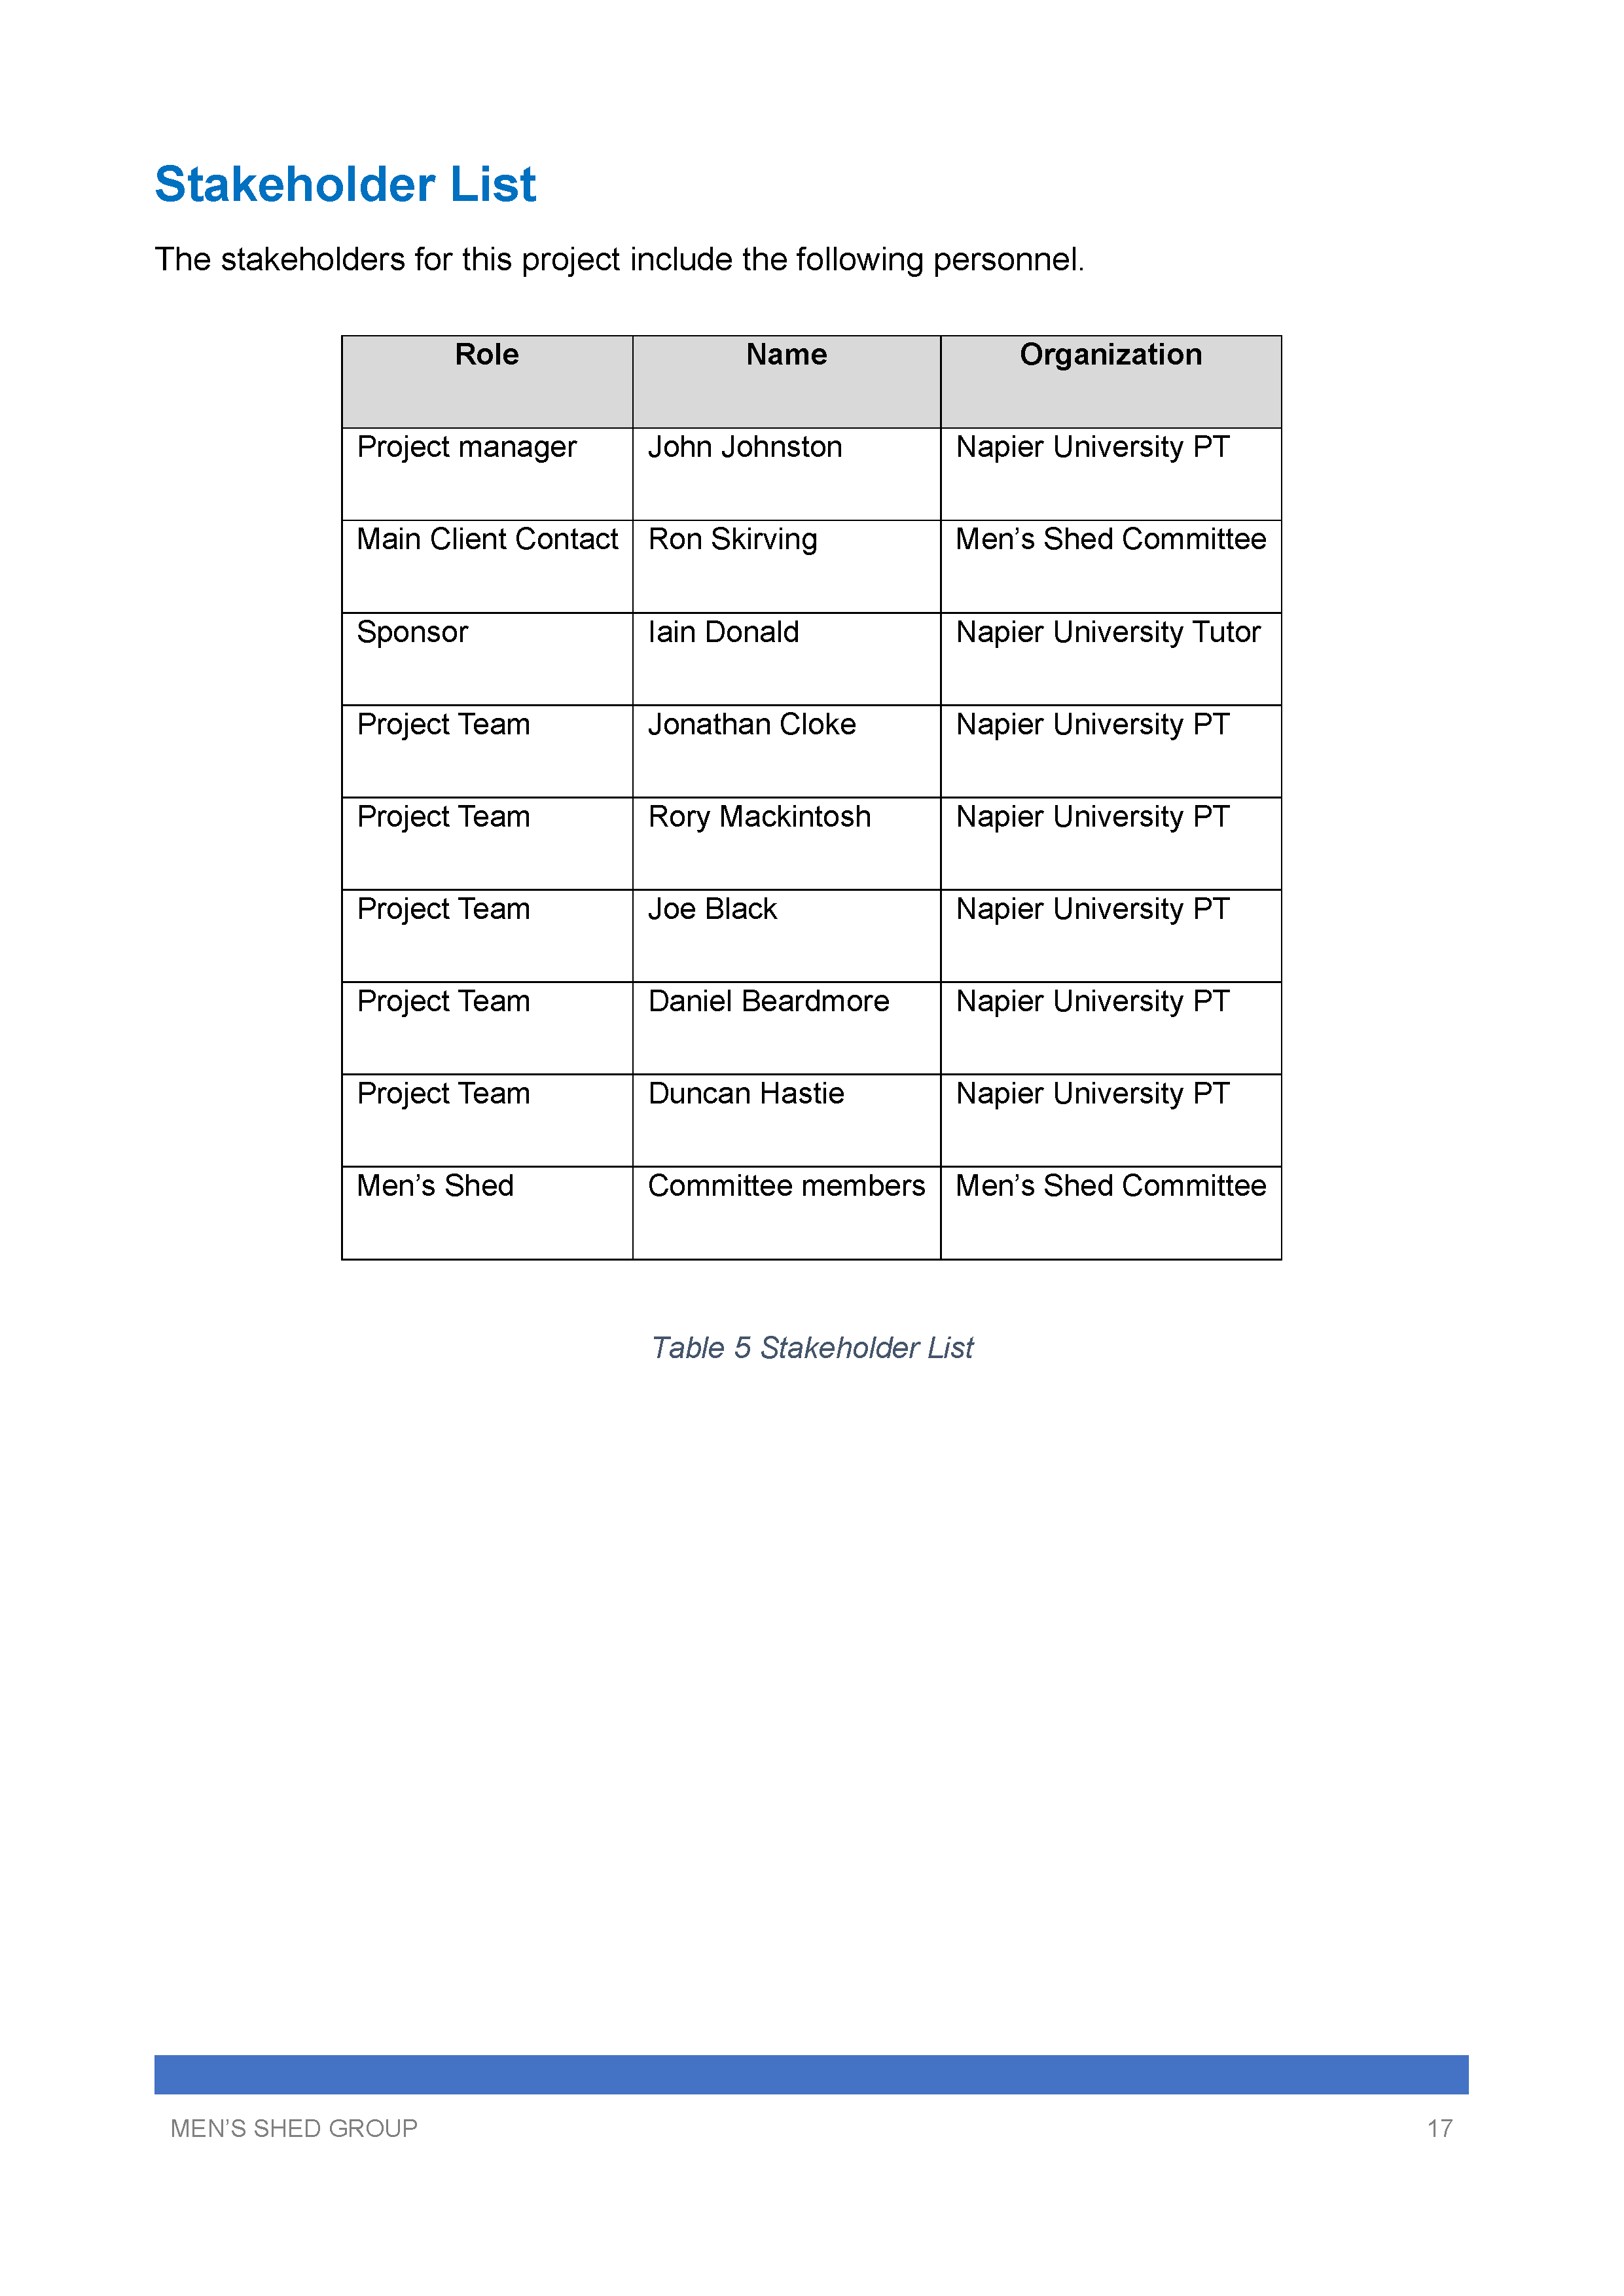 Stakeholder List
The stakeholders for this project include the following personnel.
Role Name Organization
Project manager John Johnston Napier University PT
Main Client Contact Ron Skirving Men’s Shed Committee
Sponsor Iain Donald Napier University Tutor
Project Team Jonathan Cloke Napier University PT
Project Team Rory Mackintosh Napier University PT
Project Team Joe Black Napier University PT
Project Team Daniel Beardmore Napier University PT
Project Team Duncan Hastie Napier University PT
Men’s Shed Committee members Men’s Shed Committee
Table 5 Stakeholder List
MEN’S SHED GROUP 17